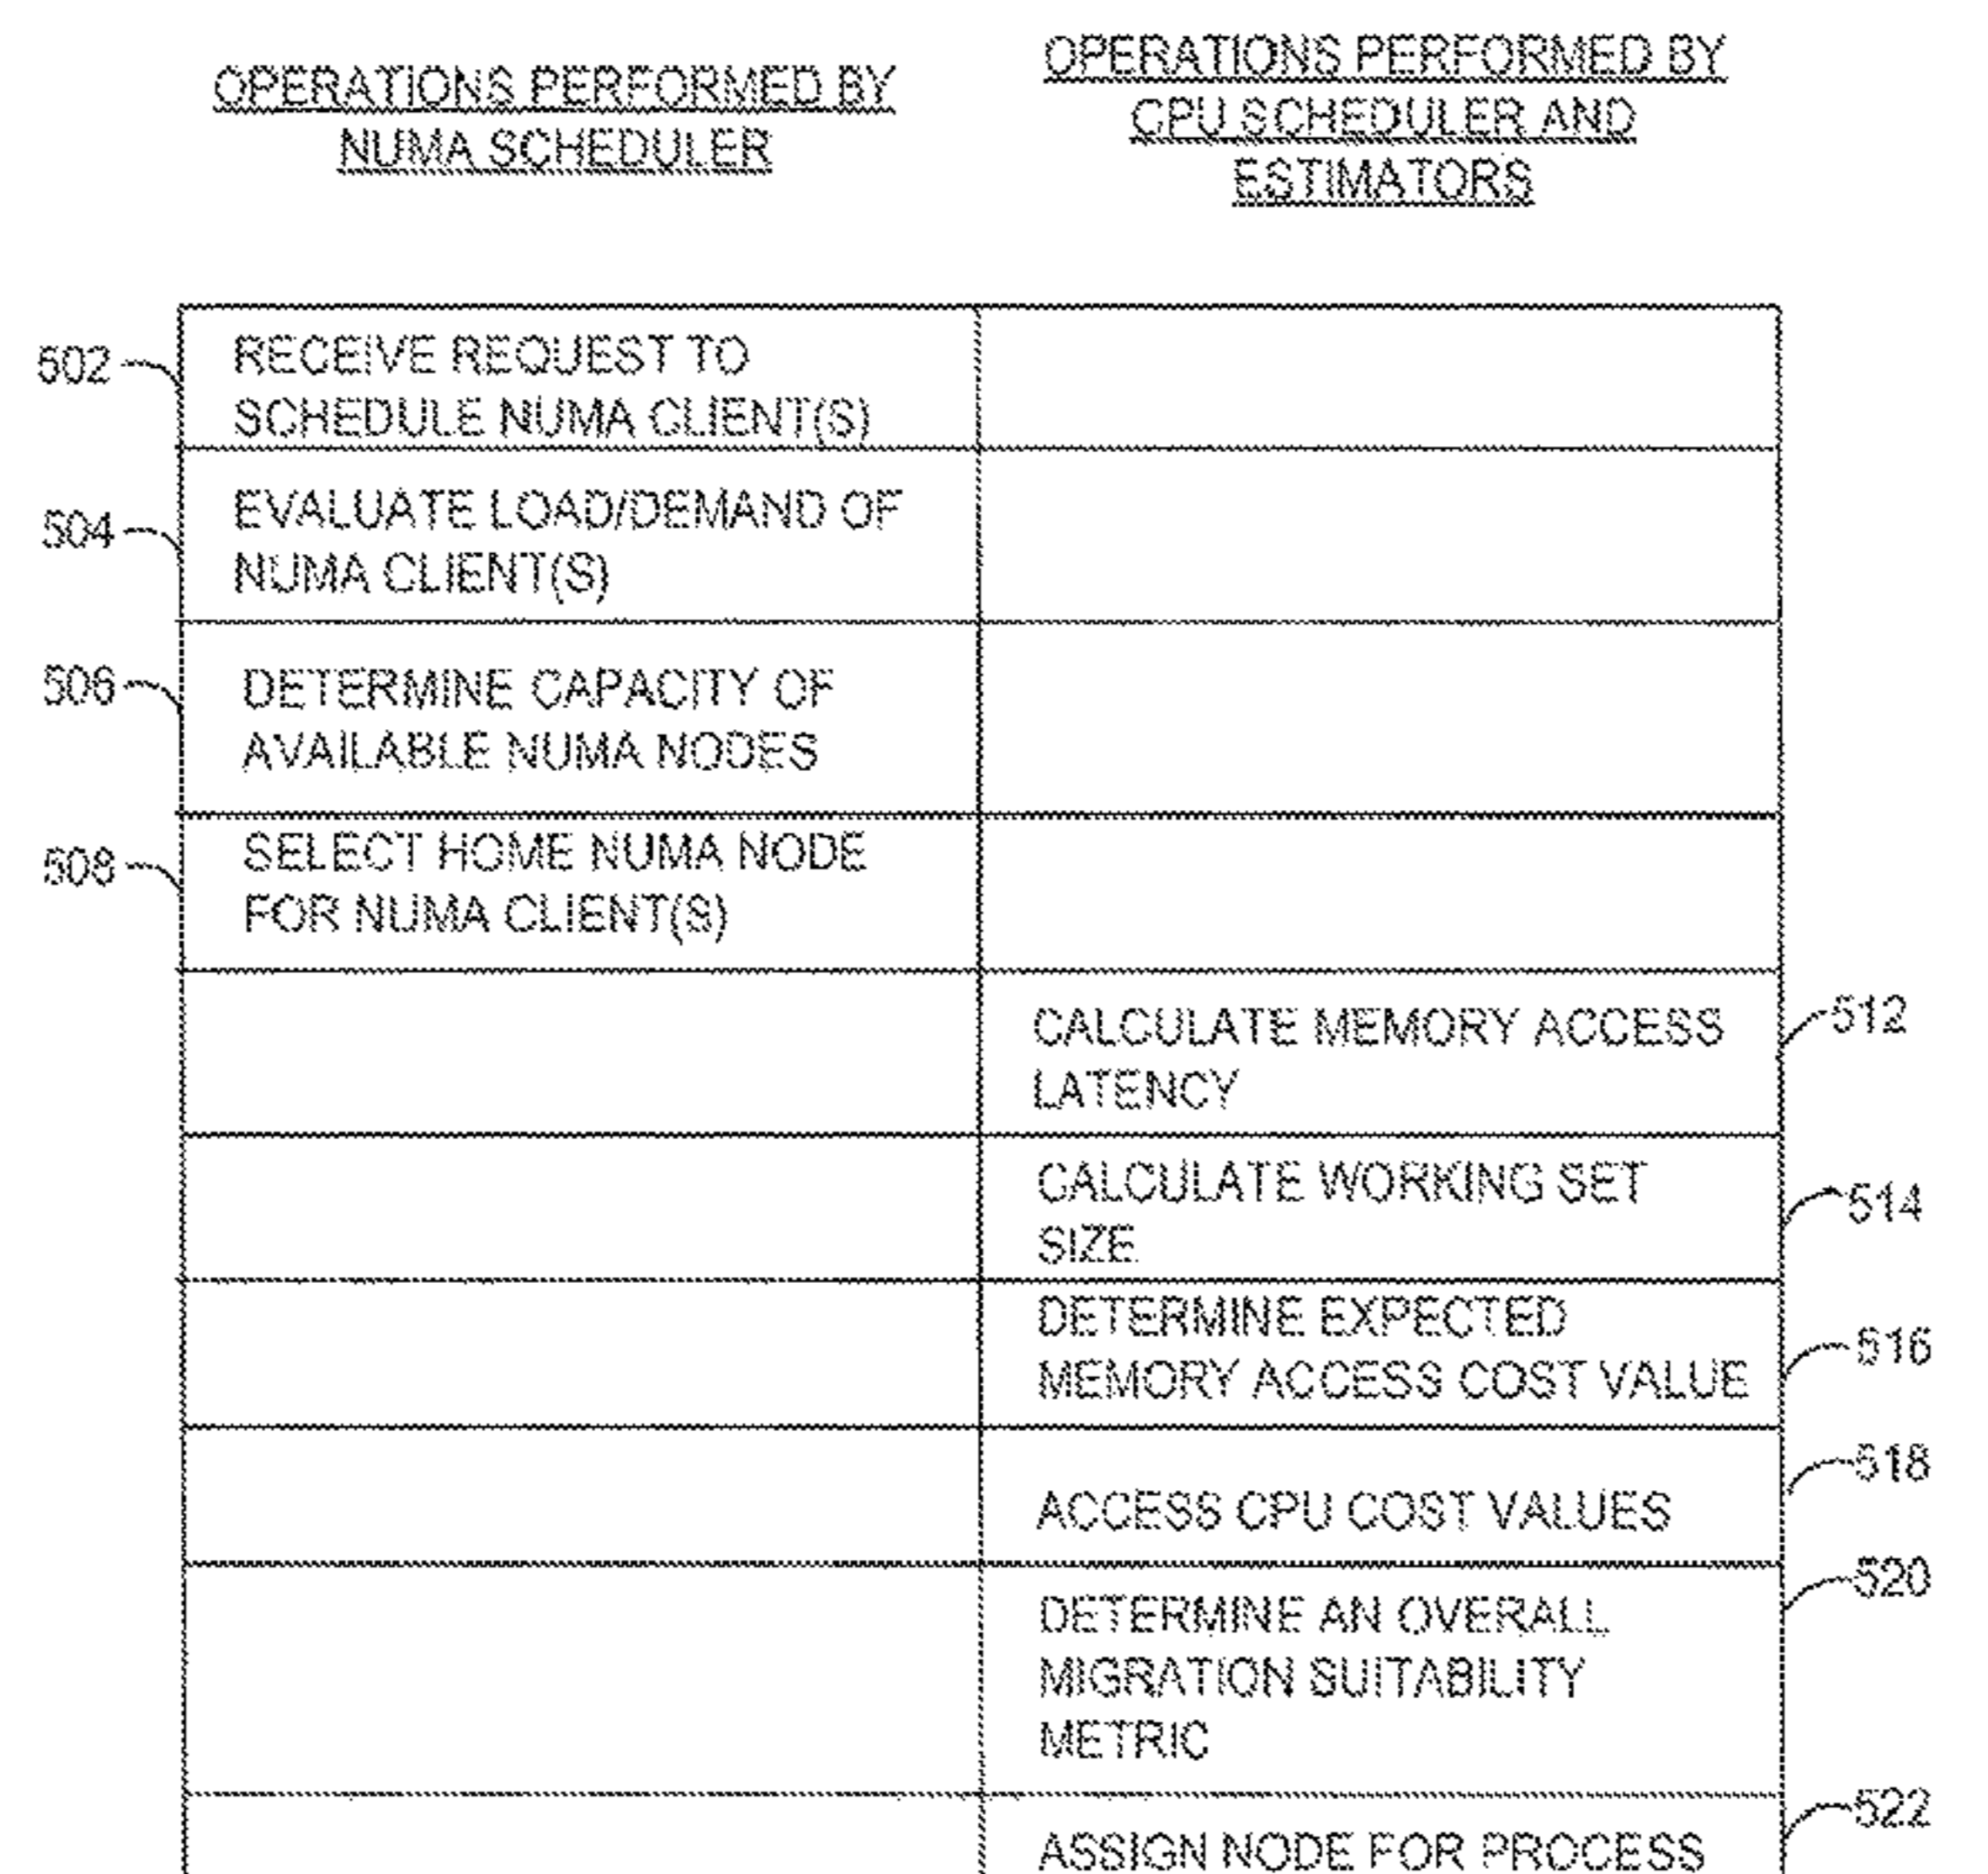 OPERATIONS PERFORMED BY
NUMA SCHEDULER
OPERATIONS PERFORMED BY
CPU SCHEDULER AND
ESTIMATORS
502
RECEIVE REQUEST TO
SCHEDULE NUMA CLIENT(S)
504
EVALUATE LOAD/DEMAND OF
NUMA CLIENT(S)
506
DETERMINE CAPACITY OF
AVAILABLE NUMA NODES
508
SELECT HOME NUMA NODE
FOR NUMA CLIENT(S)
CALCULATE MEMORY ACCESS
LATENCY
512
CALCULATE WORKING SET
SIZE
514
DETERMINE EXPECTED
MEMORY ACCESS COST VALUE
516
ACCESS CPU COST VALUES
518
DETERMINE AN OVERALL
MIGRATION SUITABILITY
METRIC
520
ASSIGN NODE FOR PROCESS
522